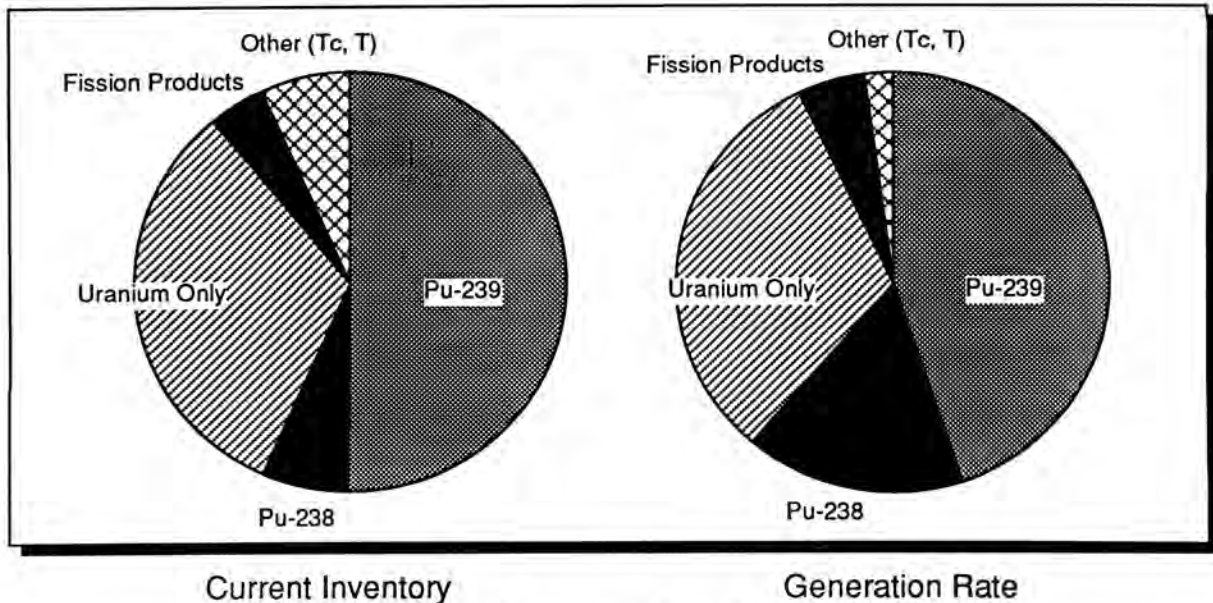 Other (Tc, T)
Fission Products
Uranium Only
Pu-239
Pu-238
Current Inventory
Other (Tc, T)
Fission Products
Uranium Only
Pu-239
Pu-238
Generation Rate